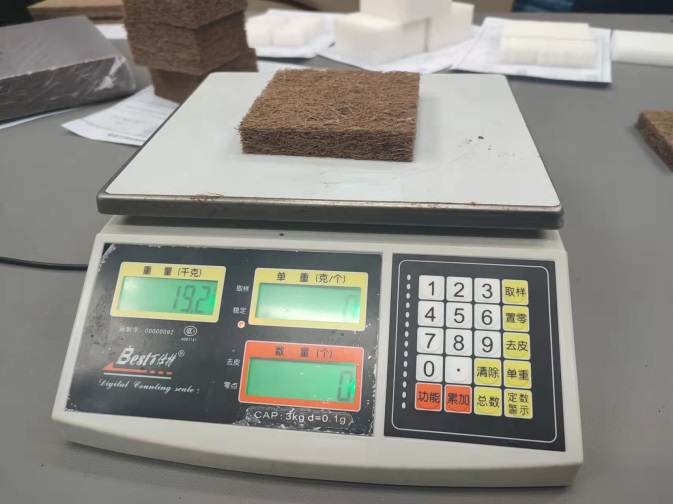 重 量 (千克)
19.2
单 重 (克/个)
0
取样
稳定
00000092
Best
Digital Counting scale
数 量 (个)
0
去皮
零点
CAP: 3kg d=0.1g
1 2 3 取样
4 5 6 置零
7 8 9 去皮
0 · 清除 单重
功能 累加 总数 定数警示